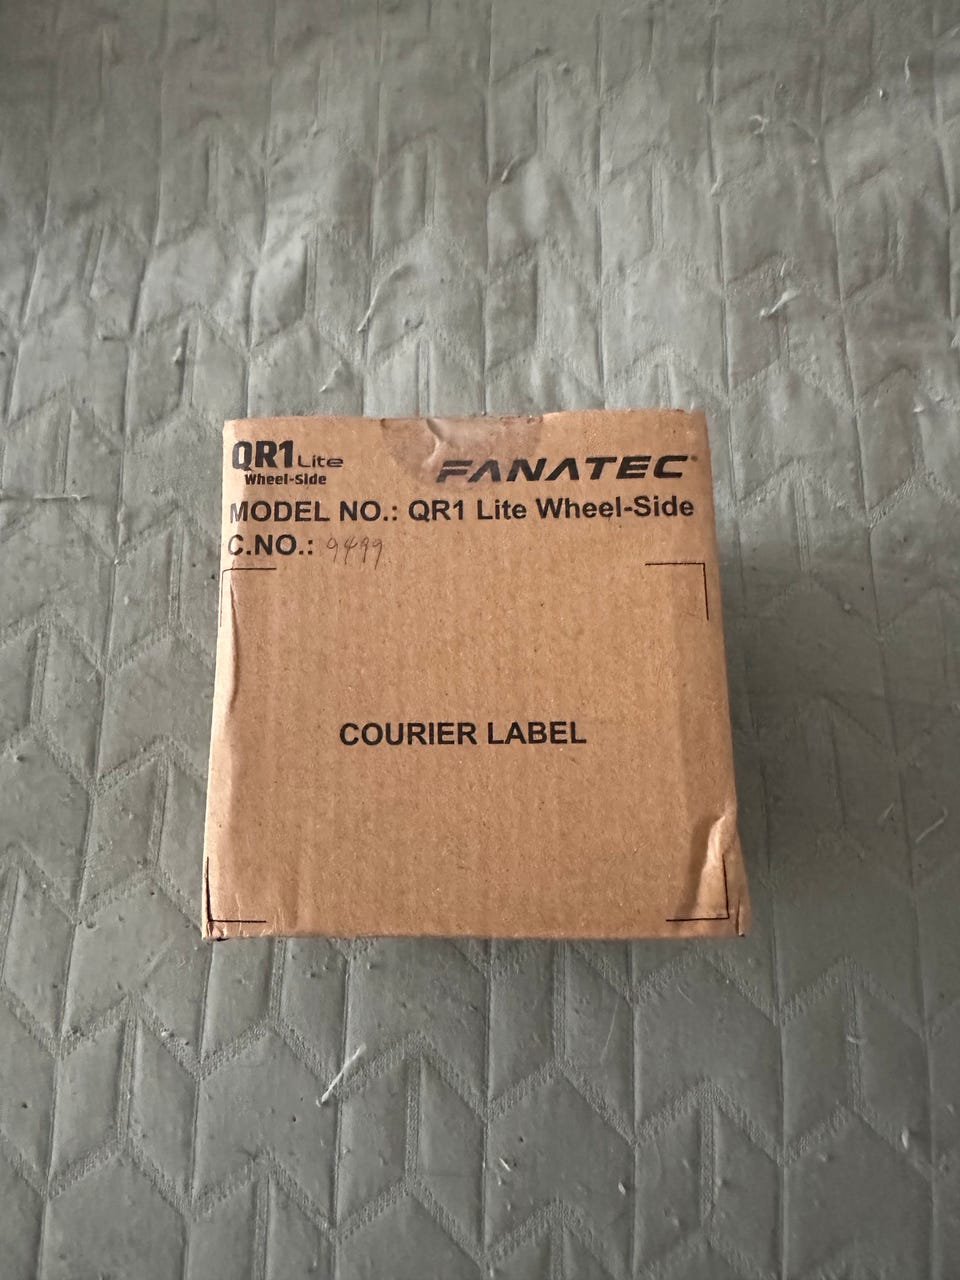 QR1 Lite
Wheel-Side
FANATEC®
MODEL NO.: QR1 Lite Wheel-Side
C.NO.: 9499
COURIER LABEL